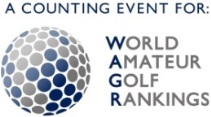 A COUNTING EVENT FOR:
WORLD
AMATEUR
GOLF
RANKINGS